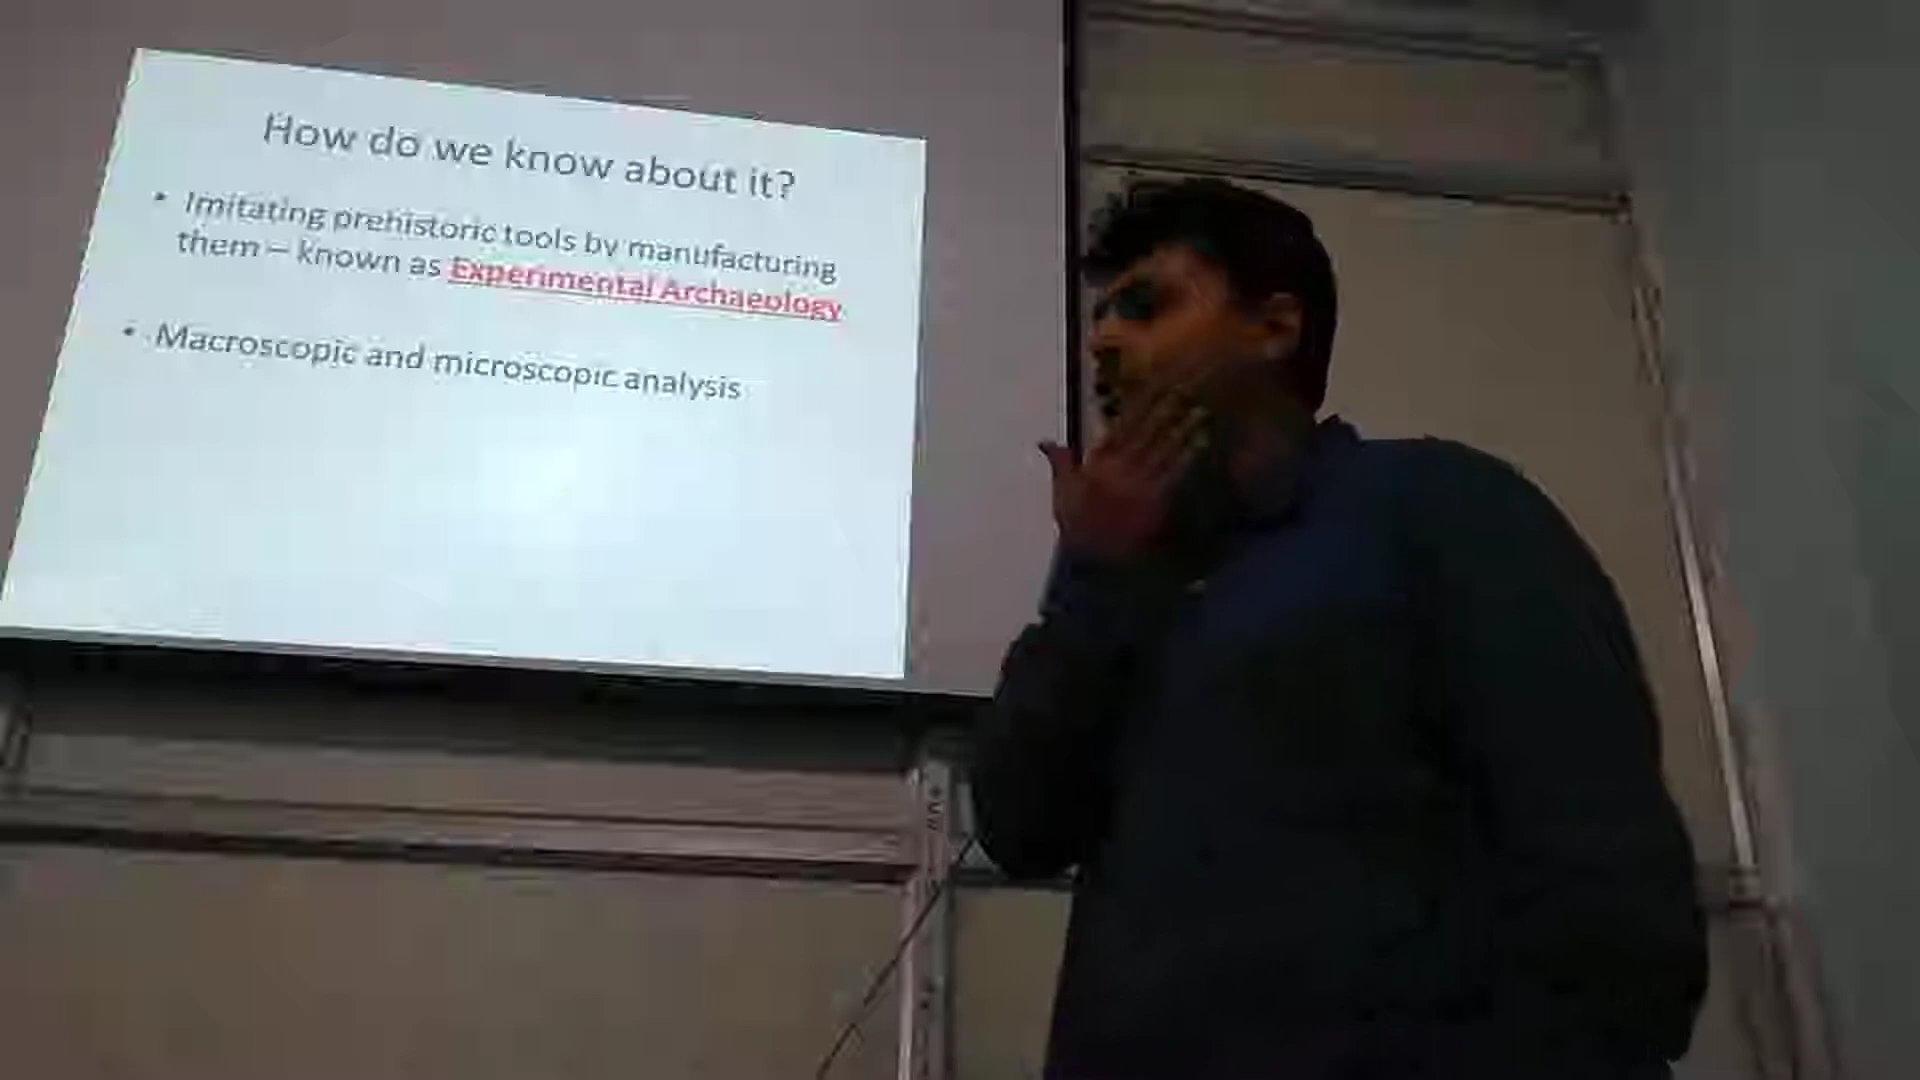 How do we know about it?
• Imitating prehistoric tools by manufacturing
them – known as Experimental Archaeology
• Macroscopic and microscopic analysis